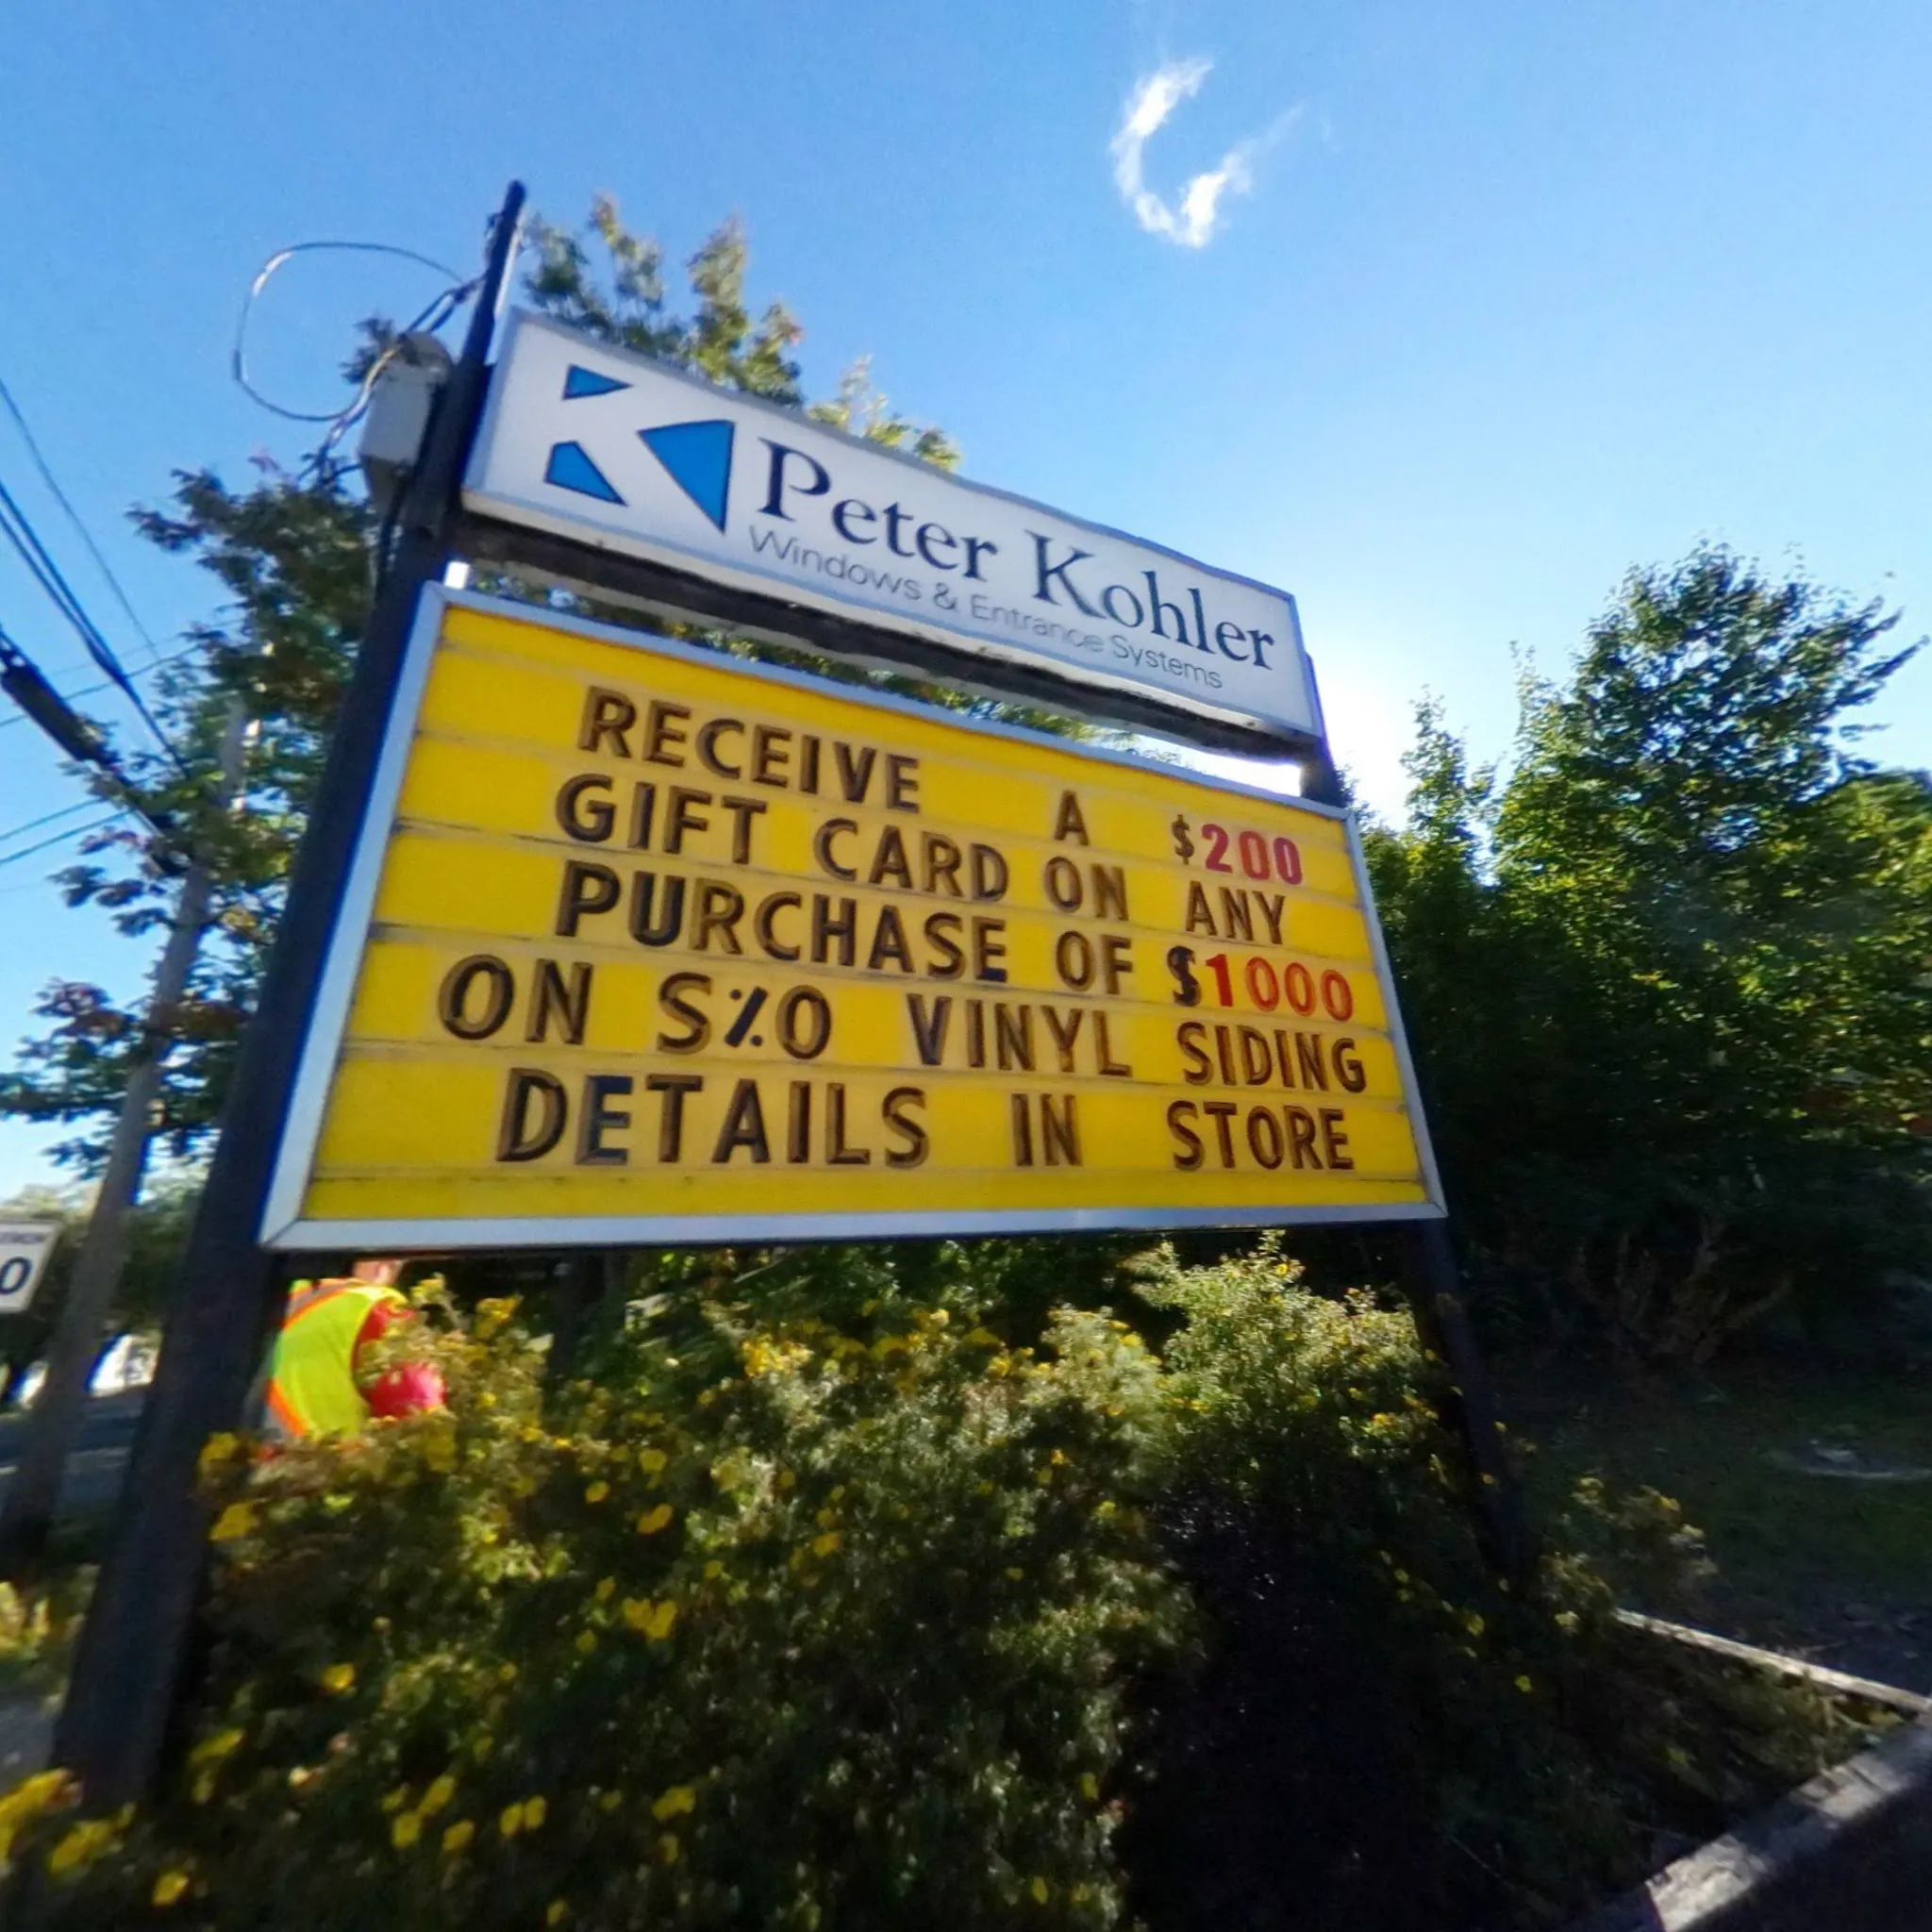 Peter Kohler
Windows & Entrance Systems
RECEIVE A $200
GIFT CARD ON ANY
PURCHASE OF $1000
ON S%O VINYL SIDING
DETAILS IN STORE
0